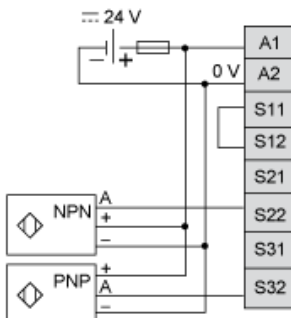 24 V
− +
A1
0 V A2
S11
S12
S21
NPN A S22
+
−
S31
PNP +
A S32
−